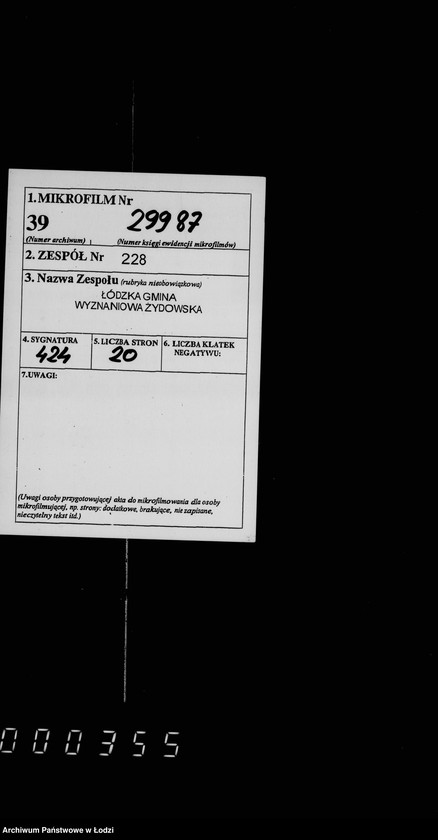 1. MIKROFILM Nr
39 29987
(Numer archiwum) (Numer księgi ewidencji mikrofilmów)
2. ZESPÓŁ Nr 228
3. Nazwa Zespołu (rubryka nieobowiązkowa)
ŁÓDZKA GMINA
WYZNANIOWA ŻYDOWSKA
4. SYGNATURA 5. LICZBA STRON 6. LICZBA KLATEK
NEGATYWU:
424 20
7. UWAGI:
(Uwagi osoby przygotowującej akta do mikrofilmowania dla osoby
mikrofilmującej, np. strony: dodatkowe, brakujące, nie zapisane,
nieczytelny tekst itd.)
000355
Archiwum Państwowe w Łodzi